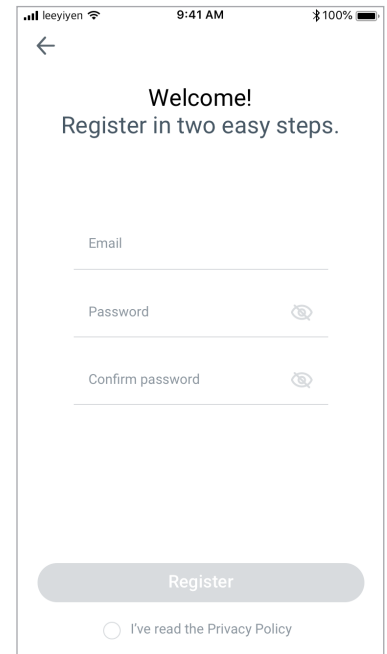 leeyiyen 9:41 AM 100%
Welcome!
Register in two easy steps.
Email
Password
Confirm password
Register
I've read the Privacy Policy